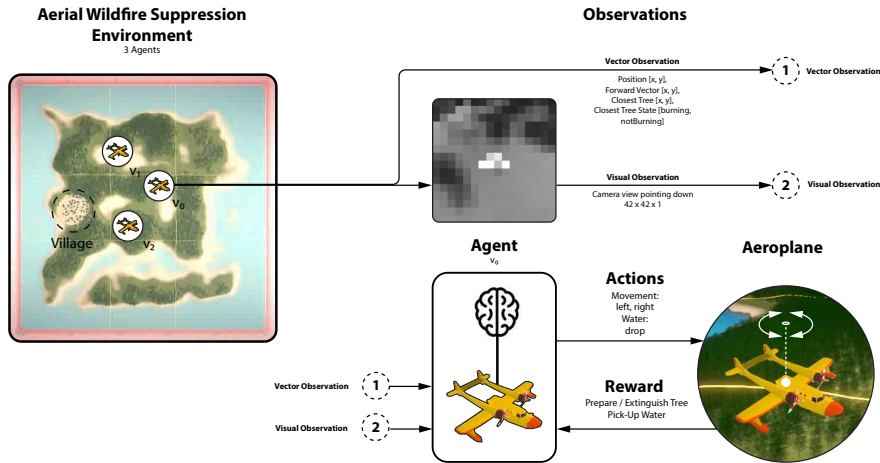 Aerial Wildfire Suppression
Environment
3 Agents
V1
V0
V2
Village
Observations
Vector Observation
Position [x, y],
Forward Vector [x, y],
Closest Tree [x, y],
Closest Tree State [burning,
notBurning]
1
Vector Observation
Visual Observation
Camera view pointing down
42 x 42 x 1
2
Visual Observation
Agent
V0
Vector Observation
1
Visual Observation
2
Actions
Movement:
left, right
Water:
drop
Reward
Prepare / Extinguish Tree
Pick-Up Water
Aeroplane